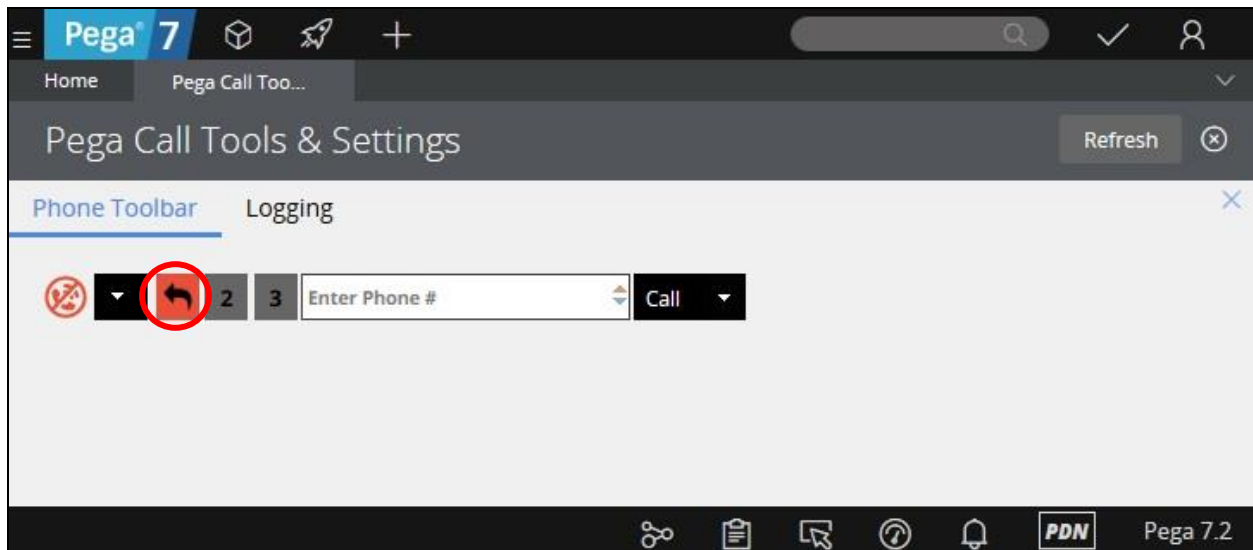 Pega® 7
Home Pega Call Too...
Pega Call Tools & Settings Refresh
Phone Toolbar Logging
2 3 Enter Phone # Call
PDN Pega 7.2